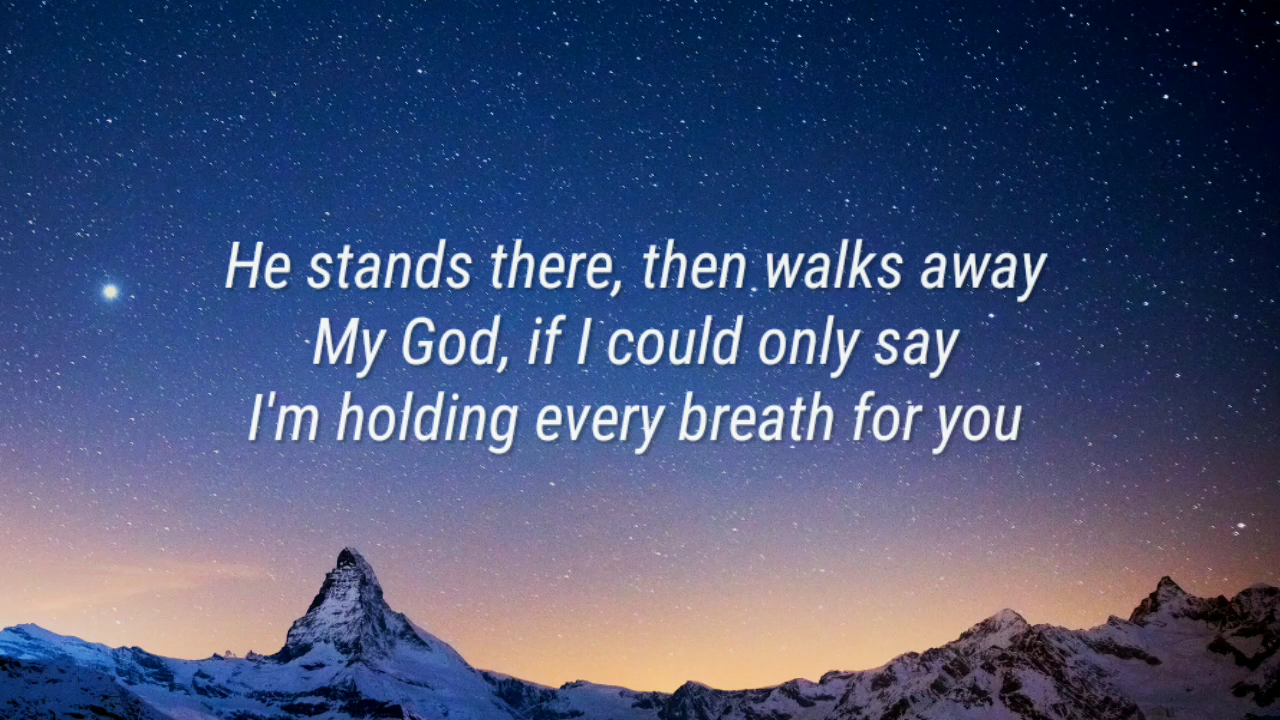 He stands there, then walks away
My God, if I could only say
I'm holding every breath for you